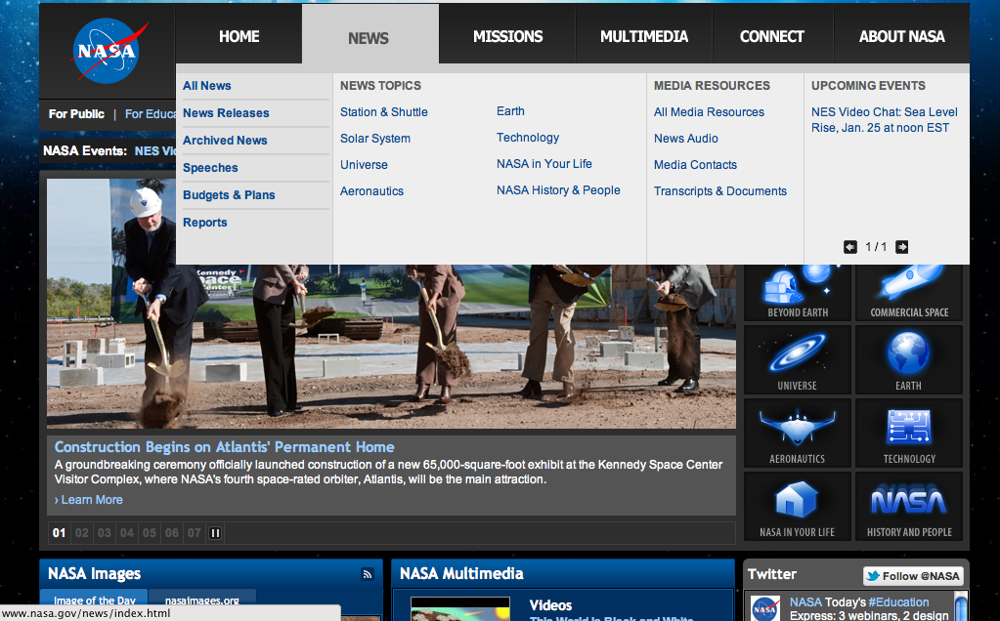 NASA
HOME
NEWS
MISSIONS
MULTIMEDIA
CONNECT
ABOUT NASA
For Public | For Educa
NASA Events: NES Vid
All News
News Releases
Archived News
Speeches
Budgets & Plans
Reports
NEWS TOPICS
Station & Shuttle
Solar System
Universe
Aeronautics
Earth
Technology
NASA in Your Life
NASA History & People
MEDIA RESOURCES
All Media Resources
News Audio
Media Contacts
Transcripts & Documents
UPCOMING EVENTS
NES Video Chat: Sea Level
Rise, Jan. 25 at noon EST
1 / 1
Kennedy
Space
Center
BEYOND EARTH
COMMERCIAL SPACE
UNIVERSE
EARTH
AERONAUTICS
TECHNOLOGY
NASA IN YOUR LIFE
NASA
HISTORY AND PEOPLE
Construction Begins on Atlantis' Permanent Home
A groundbreaking ceremony officially launched construction of a new 65,000-square-foot exhibit at the Kennedy Space Center
Visitor Complex, where NASA's fourth space-rated orbiter, Atlantis, will be the main attraction.
› Learn More
01 02 03 04 05 06 07
NASA Images
Image of the Day
nasaimages.org
NASA Multimedia
Videos
This World Is Black and White
Twitter
Follow @NASA
NASA
NASA Today's #Education
Express: 3 webinars, 2 design
www.nasa.gov/news/index.html